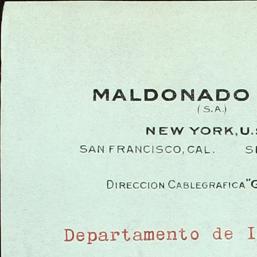 MALDONADO
(S.A.)
NEW YORK, U.S
SAN FRANCISCO, CAL. S
DIRECCION CABLEGRAFICA "G
Departamento de I